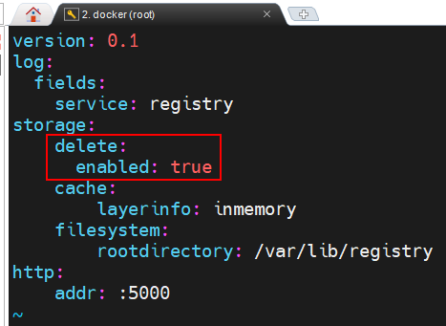 2. docker (root)
version: 0.1
log:
  fields:
    service: registry
storage:
    delete:
      enabled: true
    cache:
        layerinfo: inmemory
    filesystem:
        rootdirectory: /var/lib/registry
http:
    addr: :5000
~